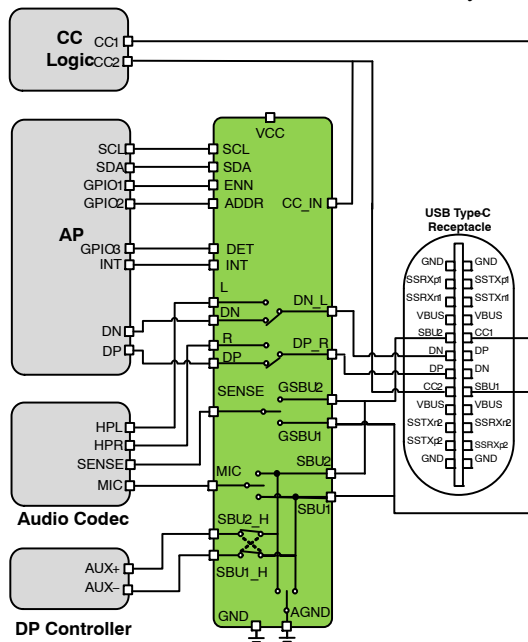 CC
Logic
CC1
CC2
AP
SCL
SDA
GPIO1
GPIO2
GPIO3
INT
DN
DP
HPL
HPR
SENSE
MIC
Audio Codec
AUX+
AUX−
DP Controller
VCC
SCL
SDA
ENN
ADDR
CC_IN
DET
INT
L
DN
DN_L
R
DP
DP_R
SENSE
GSBU2
GSBU1
MIC
SBU2
SBU1
SBU2_H
SBU1_H
GND
AGND
USB Type-C
Receptacle
GND GND
SSRXp1 SSTXp1
SSRXn1 SSTXn1
VBUS VBUS
SBU2 CC1
DN DP
DP DN
CC2 SBU1
VBUS VBUS
SSTXn2 SSRXn2
SSTXp2 SSRXp2
GND GND